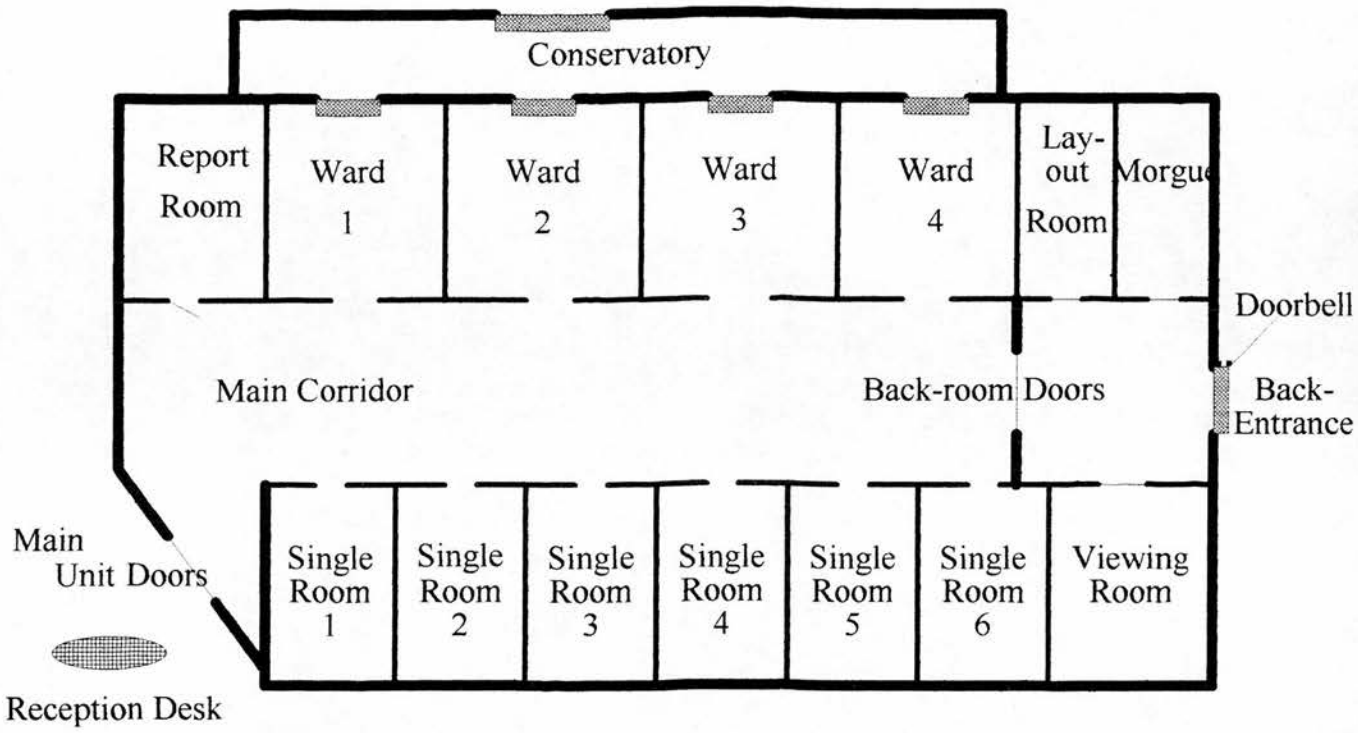 Conservatory
Report
Room
Ward
1
Ward
2
Ward
3
Ward
4
Lay-
out
Room
Morgue
Doorbell
Main Corridor
Back-room Doors
Back-
Entrance
Main
Unit Doors
Single
Room
1
Single
Room
2
Single
Room
3
Single
Room
4
Single
Room
5
Single
Room
6
Viewing
Room
Reception Desk